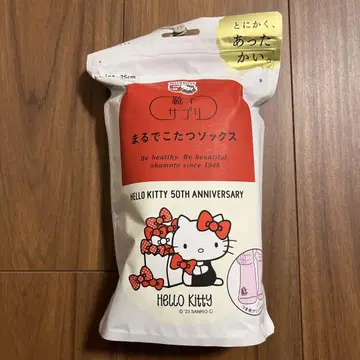 とにかく、
あった
かい。
靴下
サプリ
まるでこたつソックス
Be healthy. Be beautiful.
okamoto since 1948
HELLO KITTY 50TH ANNIVERSARY
HELLO KITTY